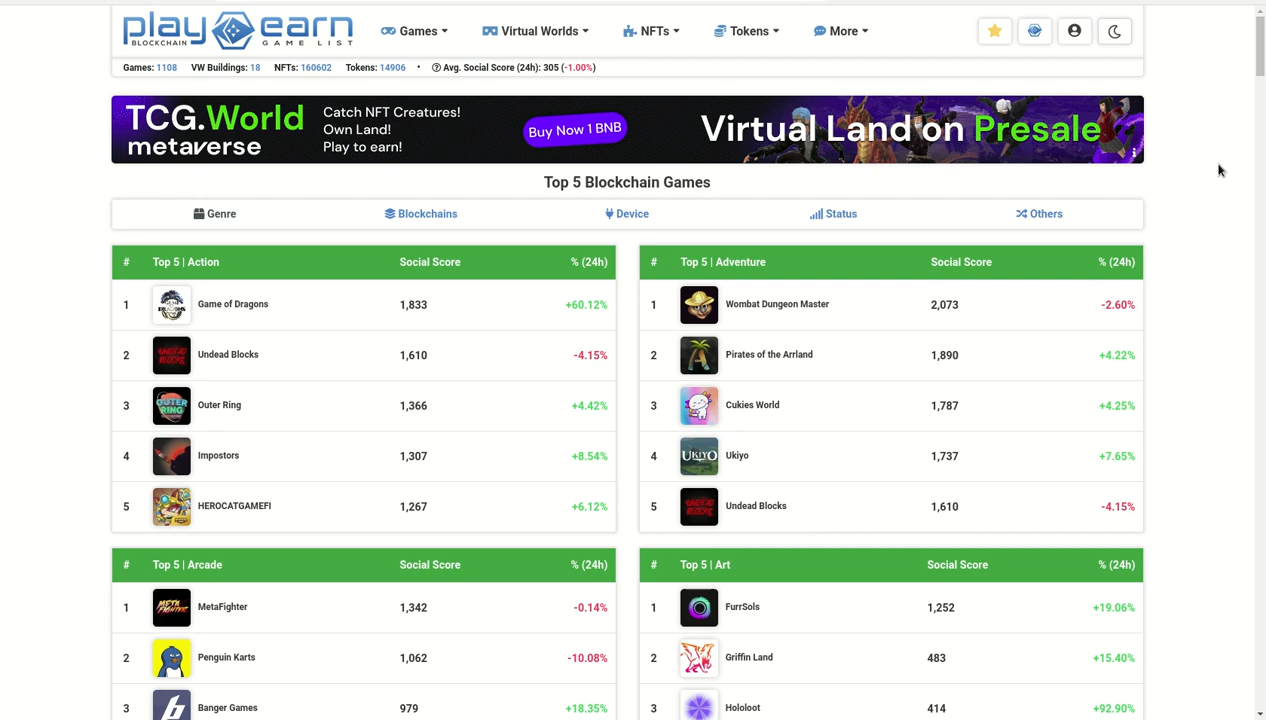 play earn
BLOCKCHAIN GAME LIST
Games
Virtual Worlds
NFTs
Tokens
More
Games: 1108 VW Buildings: 18 NFTs: 160602 Tokens: 14906 • Avg. Social Score (24h): 305 (-1.00%)
TCG.World
metaverse
Catch NFT Creatures!
Own Land!
Play to earn!
Buy Now 1 BNB
Virtual Land on Presale
Top 5 Blockchain Games
Genre
Blockchains
Device
Status
Others
# Top 5 | Action Social Score % (24h)
1 Game of Dragons 1,833 +60.12%
2 Undead Blocks 1,610 -4.15%
3 Outer Ring 1,366 +4.42%
4 Impostors 1,307 +8.54%
5 HEROCATGAMEFI 1,267 +6.12%
# Top 5 | Adventure Social Score % (24h)
1 Wombat Dungeon Master 2,073 -2.60%
2 Pirates of the Arrland 1,890 +4.22%
3 Cukies World 1,787 +4.25%
4 UKIYO Ukiyo 1,737 +7.65%
5 Undead Blocks 1,610 -4.15%
# Top 5 | Arcade Social Score % (24h)
1 MetaFighter 1,342 -0.14%
2 Penguin Karts 1,062 -10.08%
3 Banger Games 979 +18.35%
# Top 5 | Art Social Score % (24h)
1 FurrSols 1,252 +19.06%
2 Griffin Land 483 +15.40%
3 Hololoot 414 +92.90%